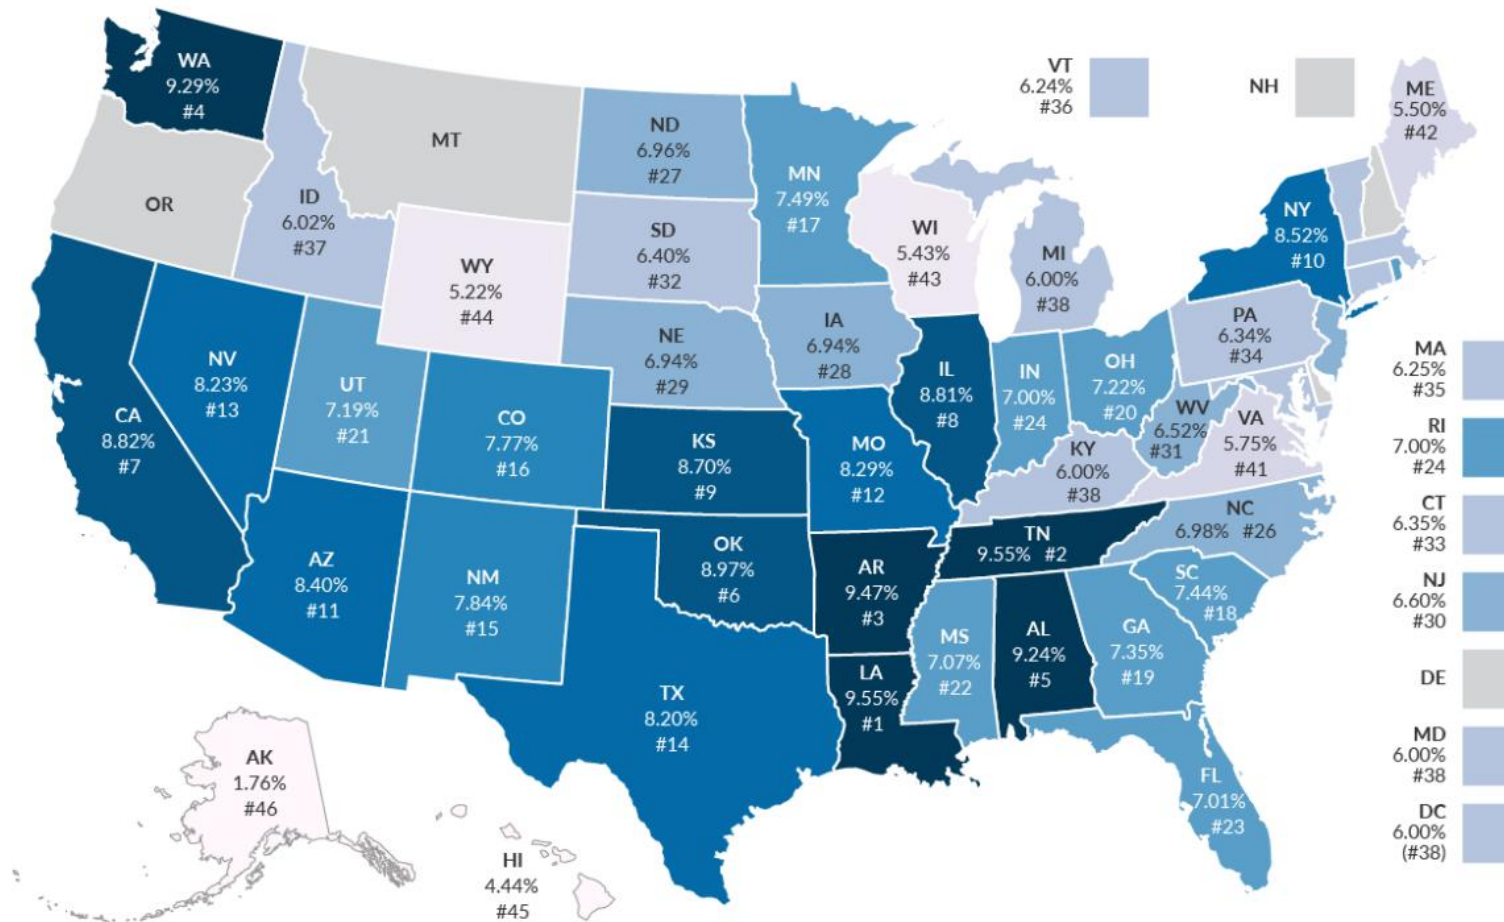 WA
9.29%
#4
MT
OR
ID
6.02%
#37
WY
5.22%
#44
ND
6.96%
#27
SD
6.40%
#32
NE
6.94%
#29
MN
7.49%
#17
IA
6.94%
#28
WI
5.43%
#43
MI
6.00%
#38
VT
6.24%
#36
NH
ME
5.50%
#42
NY
8.52%
#10
PA
6.34%
#34
CA
8.82%
#7
NV
8.23%
#13
UT
7.19%
#21
CO
7.77%
#16
KS
8.70%
#9
MO
8.29%
#12
IL
8.81%
#8
IN
7.00%
#24
OH
7.22%
#20
WV
6.52%
#31
VA
5.75%
#41
KY
6.00%
#38
NC
6.98% #26
TN
9.55% #2
SC
7.44%
#18
AZ
8.40%
#11
NM
7.84%
#15
OK
8.97%
#6
AR
9.47%
#3
MS
7.07%
#22
AL
9.24%
#5
GA
7.35%
#19
LA
9.55%
#1
TX
8.20%
#14
FL
7.01%
#23
AK
1.76%
#46
HI
4.44%
#45
MA
6.25%
#35
RI
7.00%
#24
CT
6.35%
#33
NJ
6.60%
#30
DE
MD
6.00%
#38
DC
6.00%
(#38)